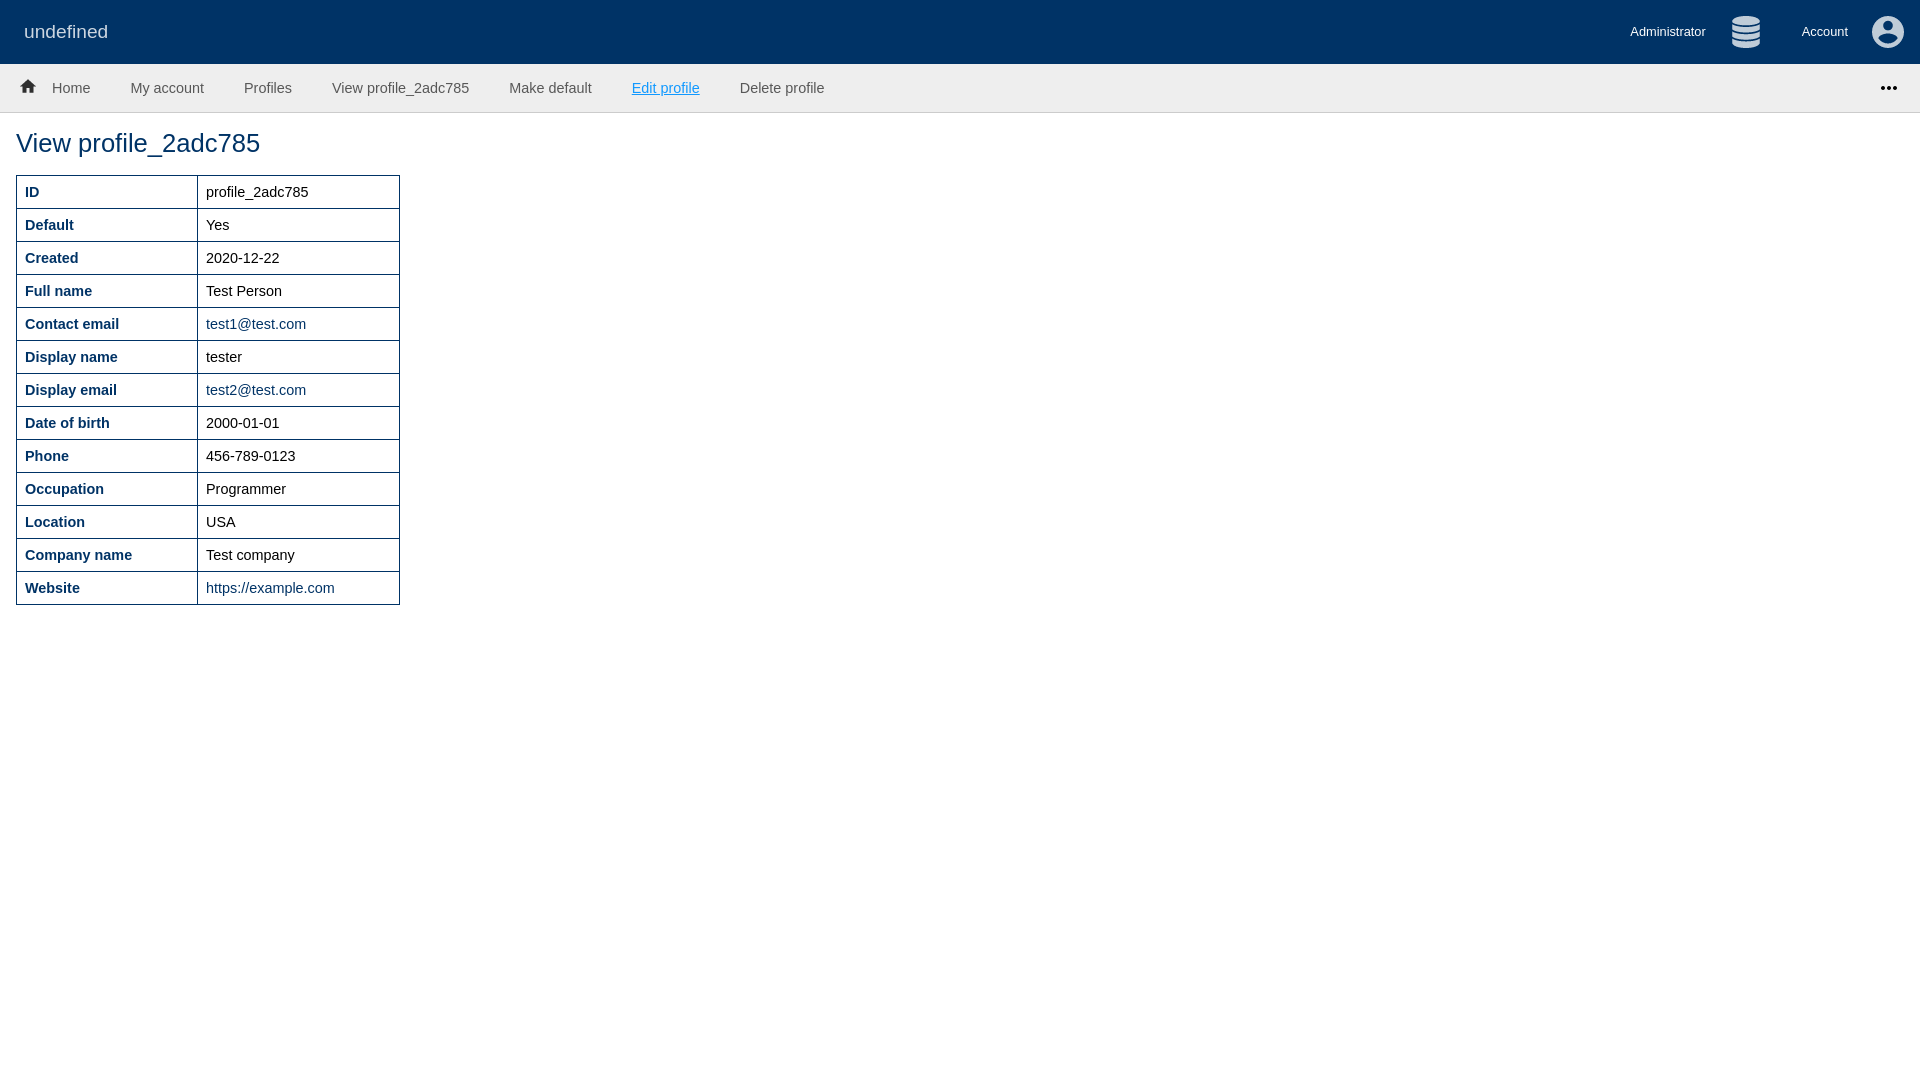 undefined
Administrator
Account
Home
My account
Profiles
View profile_2adc785
Make default
Edit profile
Delete profile
View profile_2adc785
ID profile_2adc785
Default Yes
Created 2020-12-22
Full name Test Person
Contact email test1@test.com
Display name tester
Display email test2@test.com
Date of birth 2000-01-01
Phone 456-789-0123
Occupation Programmer
Location USA
Company name Test company
Website https://example.com